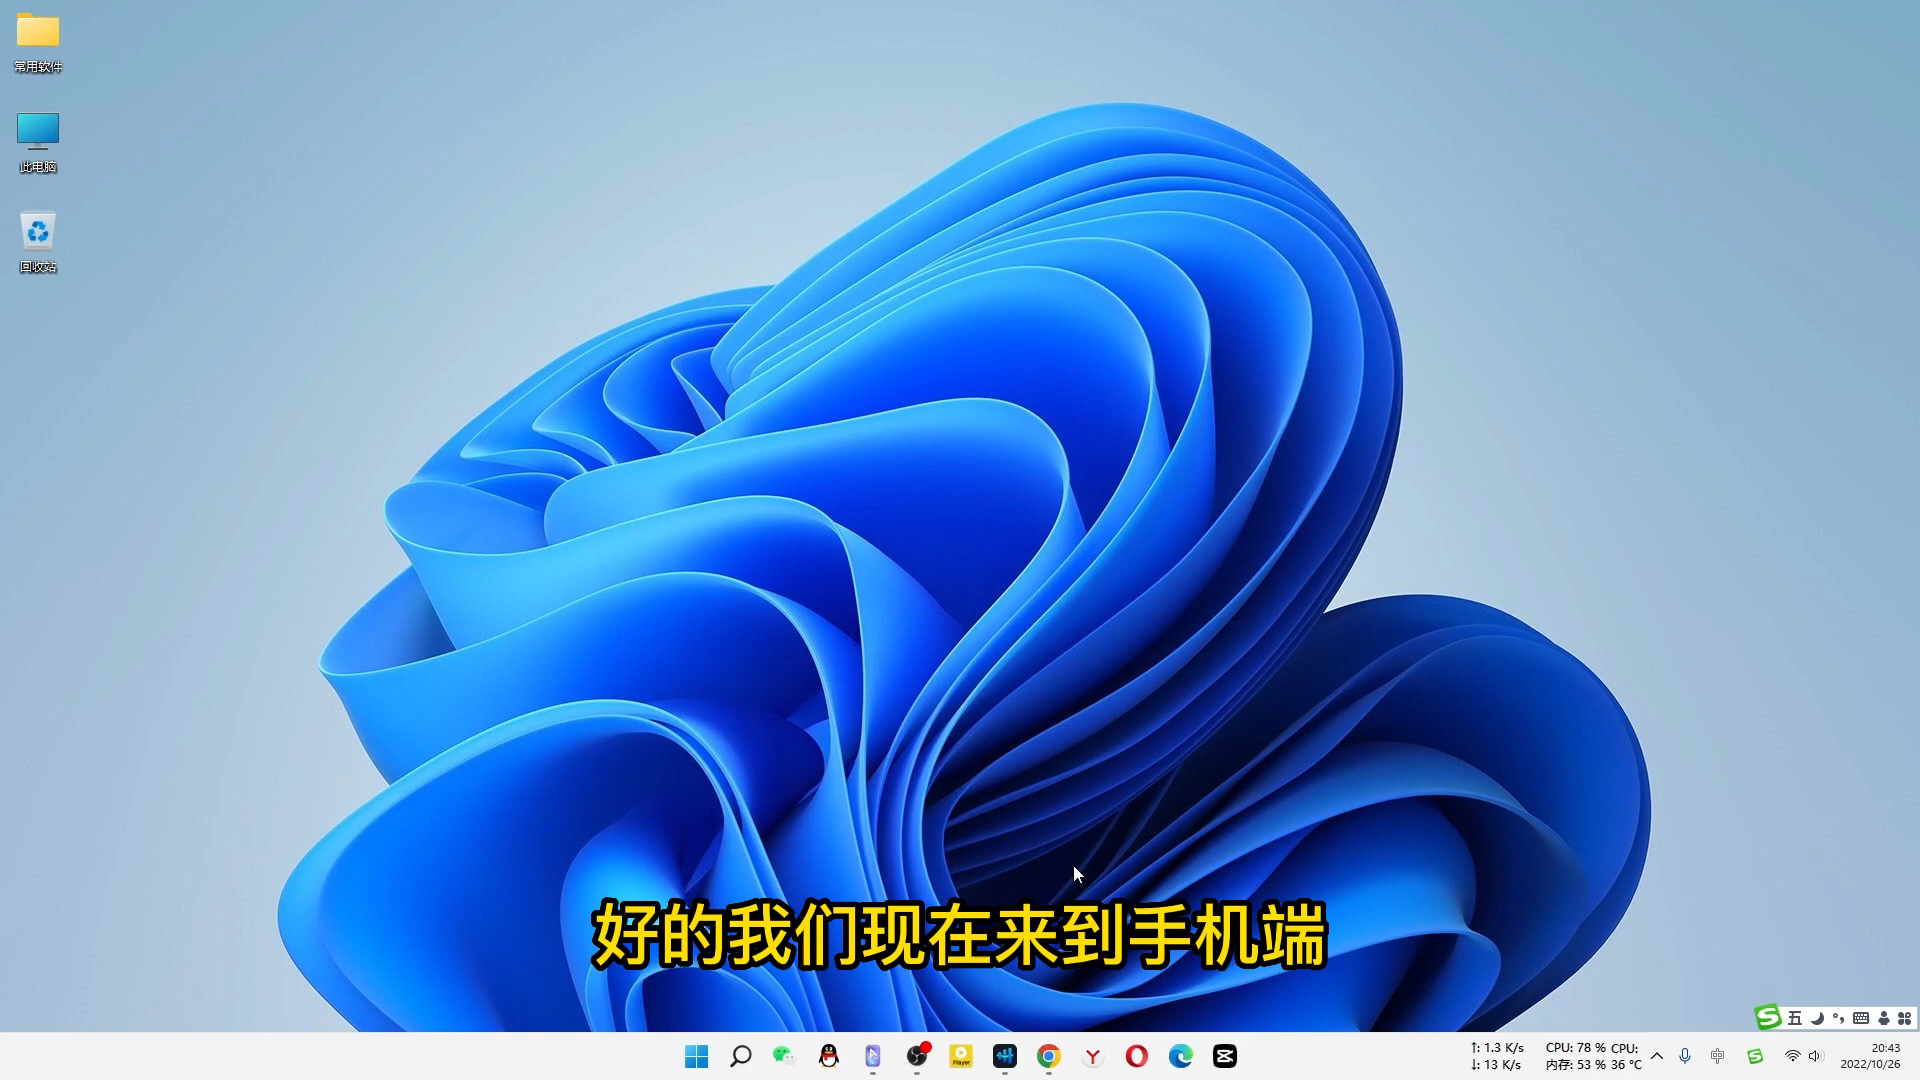 常用软件
此电脑
回收站
好的我们现在来到手机端
五
Player
Y
↑: 1.3 K/s
↓: 13 K/s
CPU: 78 % CPU:
内存: 53 % 36 °C
中
20:43
2022/10/26